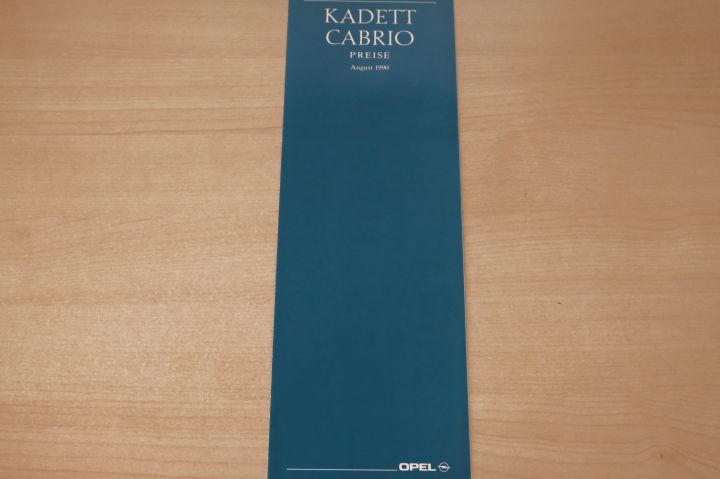 KADETT
CABRIO
PREISE
August 1990
OPEL